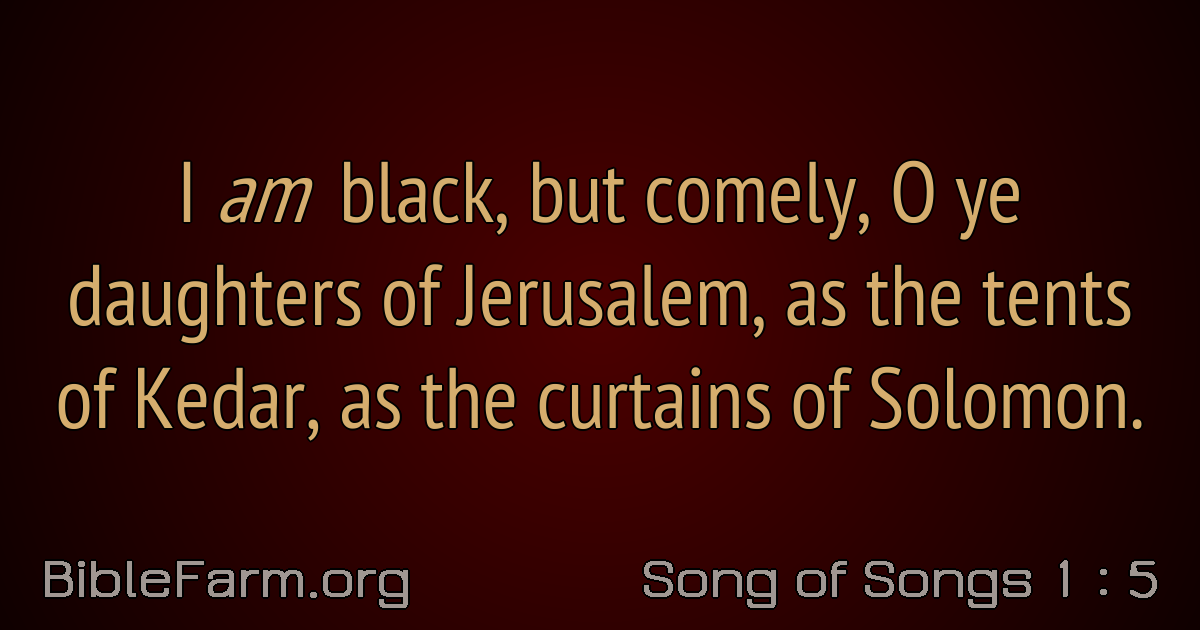 I am black, but comely, O ye
daughters of Jerusalem, as the tents
of Kedar, as the curtains of Solomon.
BibleFarm.org
Song of Songs 1 : 5